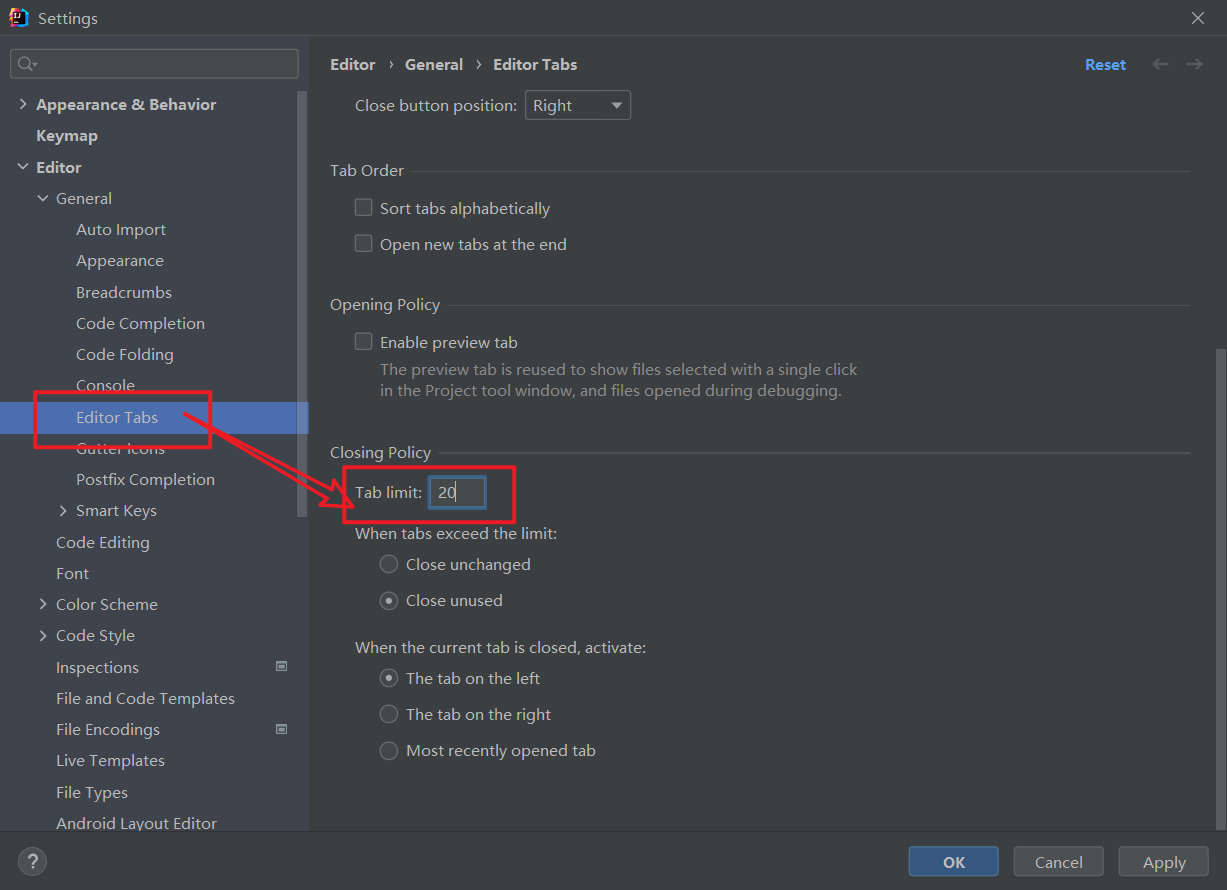 Settings
Editor › General › Editor Tabs
Reset
Appearance & Behavior
Keymap
Editor
General
Auto Import
Appearance
Breadcrumbs
Code Completion
Code Folding
Console
Editor Tabs
Gutter Icons
Postfix Completion
Smart Keys
Code Editing
Font
Color Scheme
Code Style
Inspections
File and Code Templates
File Encodings
Live Templates
File Types
Android Layout Editor
Close button position: Right
Tab Order
Sort tabs alphabetically
Open new tabs at the end
Opening Policy
Enable preview tab
The preview tab is reused to show files selected with a single click
in the Project tool window, and files opened during debugging.
Closing Policy
Tab limit: 20
When tabs exceed the limit:
Close unchanged
Close unused
When the current tab is closed, activate:
The tab on the left
The tab on the right
Most recently opened tab
?
OK
Cancel
Apply